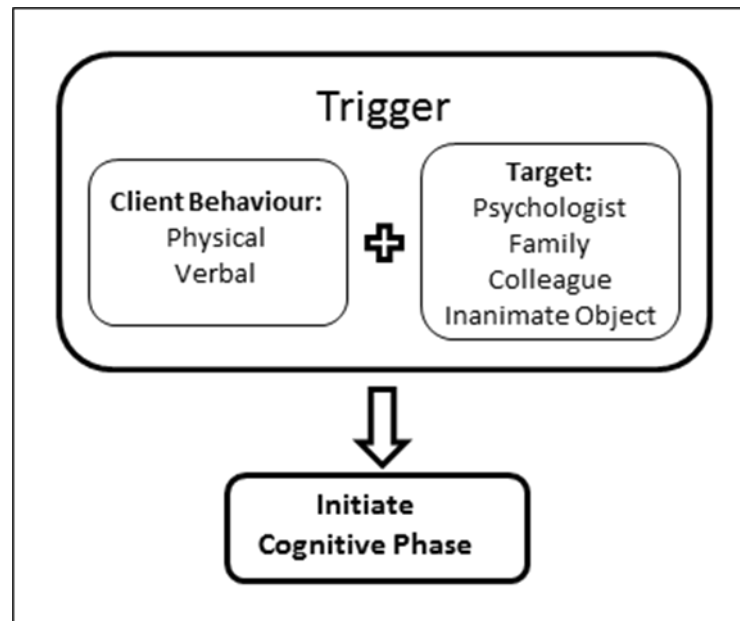 Trigger
Client Behaviour:
Physical
Verbal
Target:
Psychologist
Family
Colleague
Inanimate Object
Initiate
Cognitive Phase